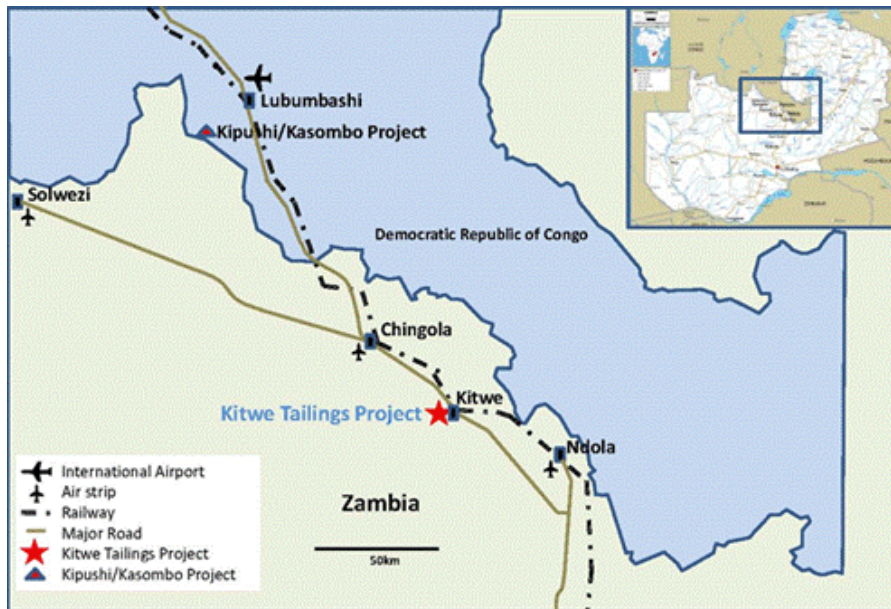 Lubumbashi
Kipushi/Kasombo Project
Solwezi
Democratic Republic of Congo
Chingola
Kitwe
Kitwe Tailings Project
Ndola
Zambia
50km
International Airport
Air strip
Railway
Major Road
Kitwe Tailings Project
Kipushi/Kasombo Project